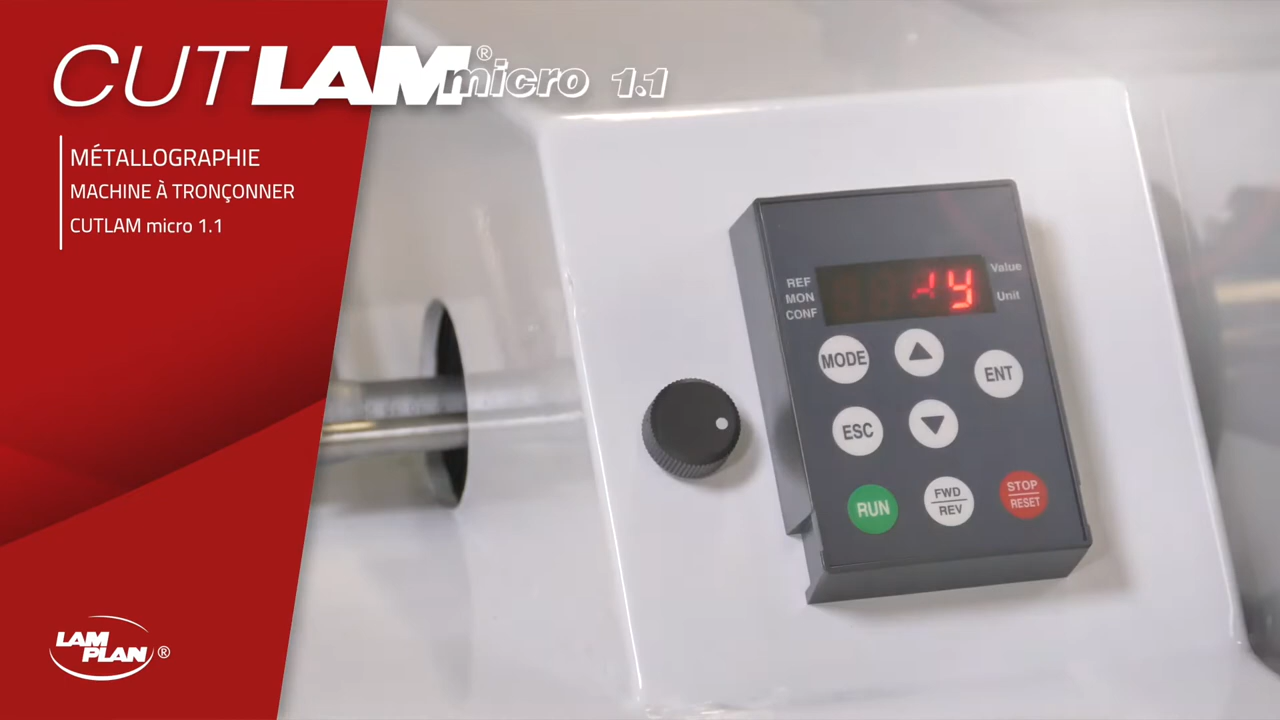 CUTLAM® micro 1.1
MÉTALLOGRAPHIE
MACHINE À TRONÇONNER
CUTLAM micro 1.1
REF
MON
CONF
Value
Unit
MODE
ENT
ESC
RUN
FWD
REV
STOP
RESET
LAM
PLAN®